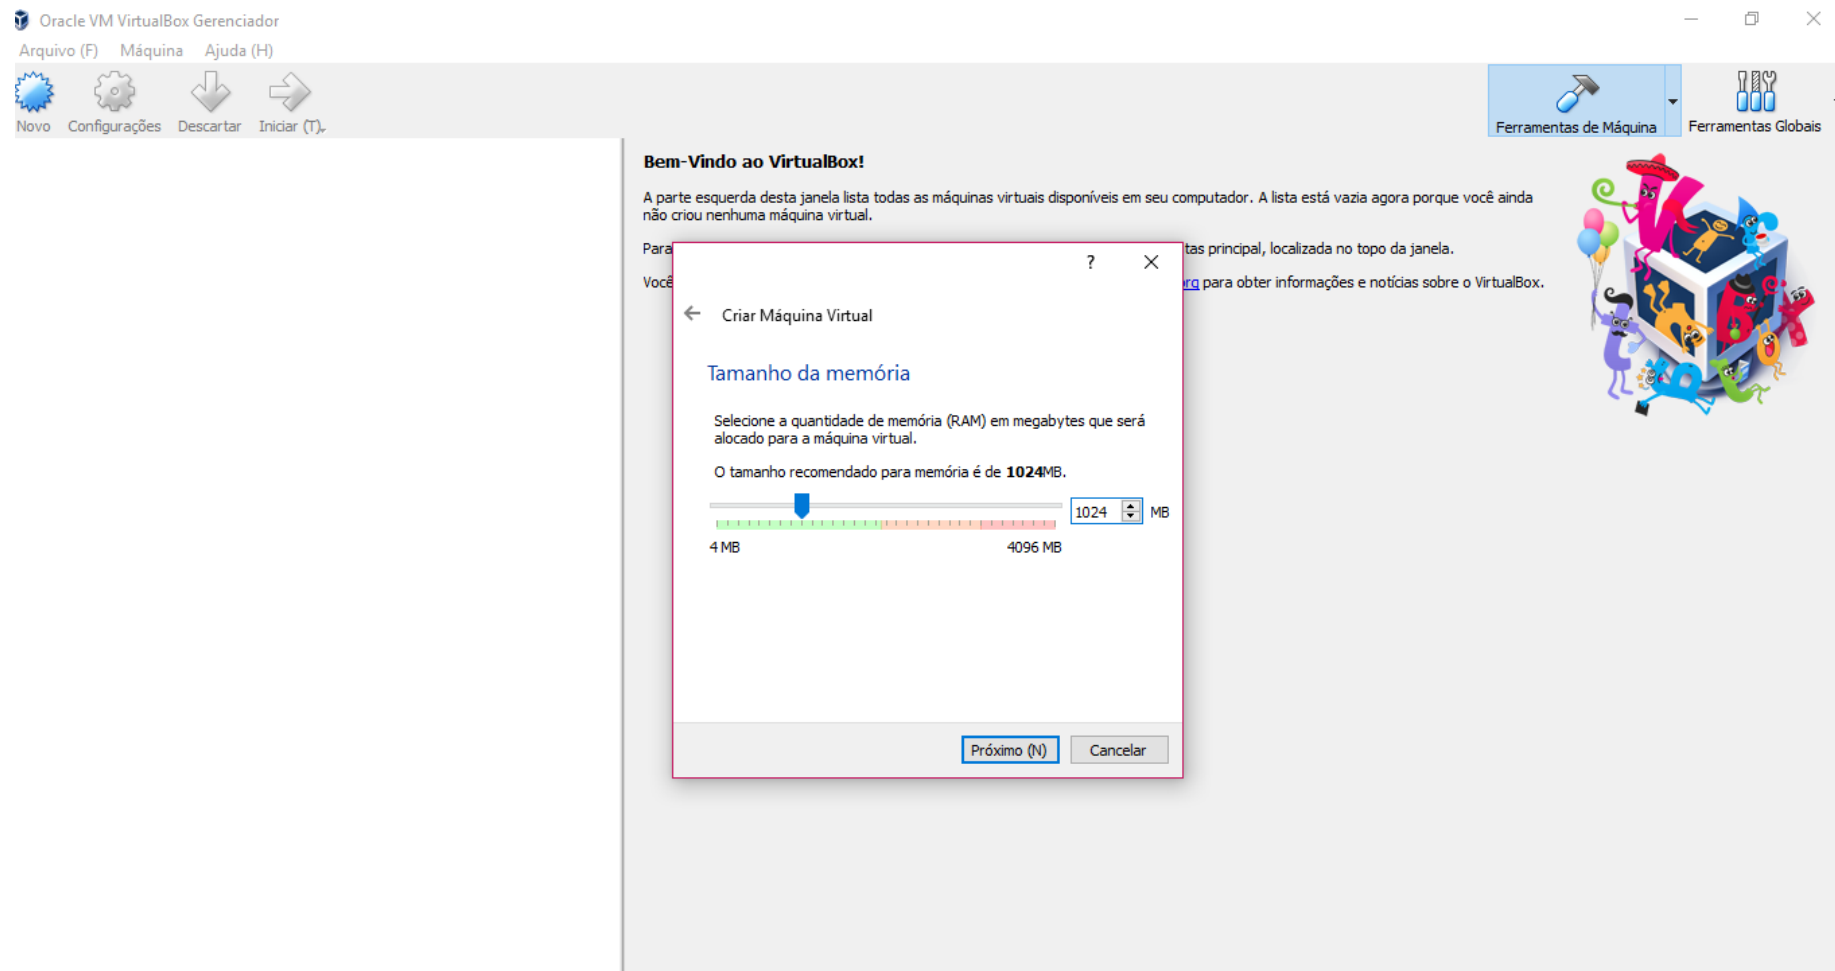 Oracle VM VirtualBox Gerenciador
Arquivo (F) Máquina Ajuda (H)
Novo Configurações Descartar Iniciar (T)
Ferramentas de Máquina Ferramentas Globais
Bem-Vindo ao VirtualBox!
A parte esquerda desta janela lista todas as máquinas virtuais disponíveis em seu computador. A lista está vazia agora porque você ainda
não criou nenhuma máquina virtual.
Para tas principal, localizada no topo da janela.
Você org para obter informações e notícias sobre o VirtualBox.
?
Criar Máquina Virtual
Tamanho da memória
Selecione a quantidade de memória (RAM) em megabytes que será
alocado para a máquina virtual.
O tamanho recomendado para memória é de 1024MB.
1024 MB
4 MB 4096 MB
Próximo (N) Cancelar